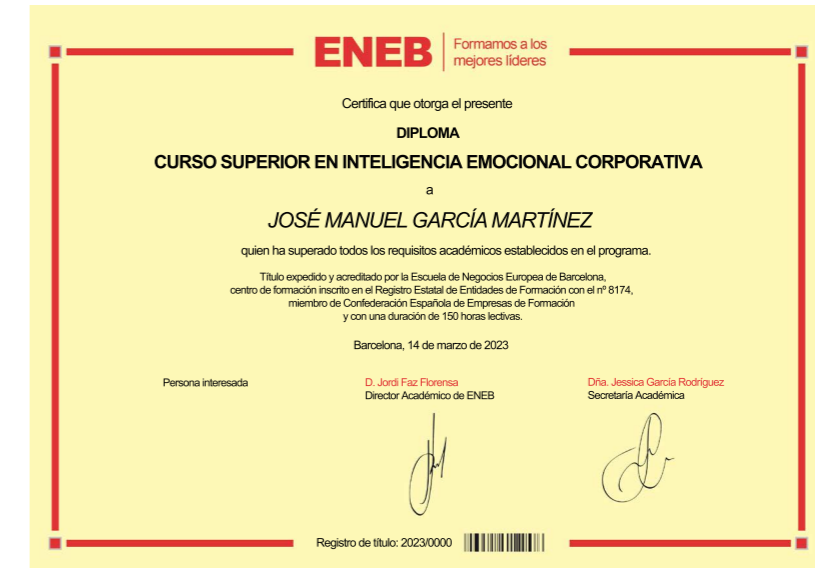 ENEB
Formamos a los
mejores líderes
Certifica que otorga el presente
DIPLOMA
CURSO SUPERIOR EN INTELIGENCIA EMOCIONAL CORPORATIVA
a
JOSÉ MANUEL GARCÍA MARTÍNEZ
quien ha superado todos los requisitos académicos establecidos en el programa.
Título expedido y acreditado por la Escuela de Negocios Europea de Barcelona,
centro de formación inscrito en el Registro Estatal de Entidades de Formación con el nº 8174,
miembro de Confederación Española de Empresas de Formación
y con una duración de 150 horas lectivas.
Barcelona, 14 de marzo de 2023
Persona interesada
D. Jordi Faz Florensa
Director Académico de ENEB
Dña. Jessica García Rodríguez
Secretaría Académica
Registro de título: 2023/0000